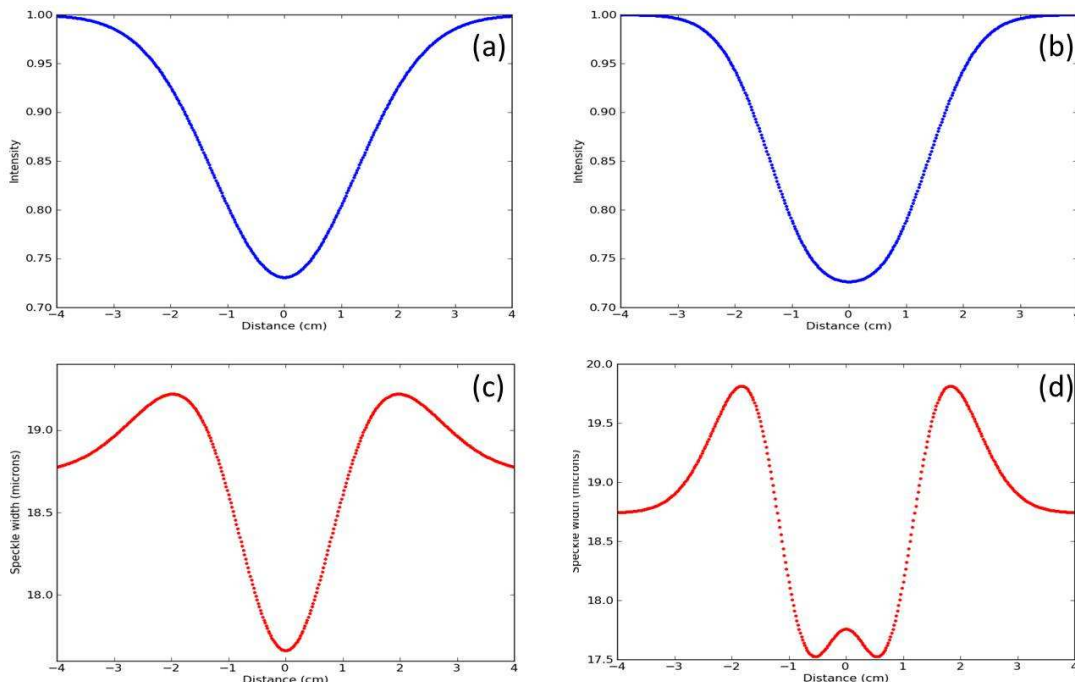 (a)
1.00
0.95
0.90
0.85
0.80
0.75
0.70
Intensity
−4 −3 −2 −1 0 1 2 3 4
Distance (cm)
(b)
1.00
0.95
0.90
0.85
0.80
0.75
0.70
Intensity
−4 −3 −2 −1 0 1 2 3 4
Distance (cm)
(c)
19.0
18.5
18.0
Speckle width (microns)
−4 −3 −2 −1 0 1 2 3 4
Distance (cm)
(d)
20.0
19.5
19.0
18.5
18.0
17.5
Speckle width (microns)
−4 −3 −2 −1 0 1 2 3 4
Distance (cm)